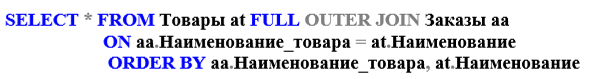 SELECT * FROM Товары at FULL OUTER JOIN Заказы aa
ON aa.Наименование_товара = at.Наименование
ORDER BY aa.Наименование_товара, at.Наименование